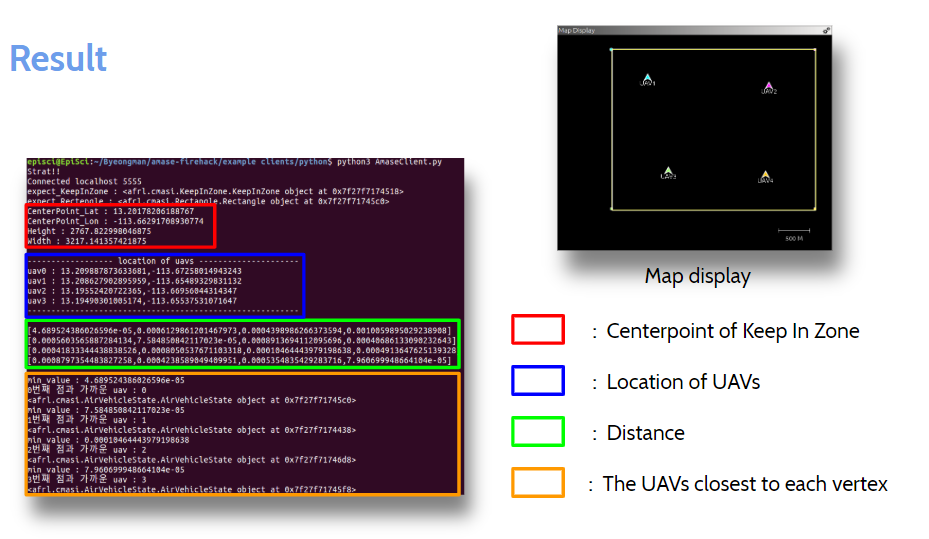 Result
episci@EpiSci:~/Byeongman/amase-firehack/example clients/python$ python3 AmaseClient.py
Strat!!
Connected localhost 5555
expect_KeepInZone : <afrl.cmasi.KeepInZone.KeepInZone object at 0x7f27f7174518>
expect_Rectengle : <afrl.cmasi.Rectangle.Rectangle object at 0x7f27f71745c0>
CenterPoint_Lat : 13.20178206188767
CenterPoint_Lon : -113.66291708930774
Height : 2767.822998046875
Width : 3217.141357421875
------------------ location of uavs --------------------
uav0 : 13.209887873633681,-113.67258014943243
uav1 : 13.208627902895959,-113.65489329831132
uav2 : 13.19552420722365,-113.66956044314347
uav3 : 13.19490301005174,-113.65537531071647
--------------------------------------------------------
[4.689524386026596e-05,0.0006129861201467973,0.0004398986266373594,0.0010059895029238908]
[0.0005603565887284134,7.584850842117023e-05,0.0008913694112095696,0.00040686133090232643]
[0.00041833444438838526,0.0008050537671103318,0.00010464443979198638,0.0004913647625139328]
[0.0008797354483827258,0.0004238589049409951,0.0005354835429283716,7.960699948664104e-05]
min_value : 4.689524386026596e-05
0번째 점과 가까운 uav : 0
<afrl.cmasi.AirVehicleState.AirVehicleState object at 0x7f27f71745c0>
min_value : 7.584850842117023e-05
1번째 점과 가까운 uav : 1
<afrl.cmasi.AirVehicleState.AirVehicleState object at 0x7f27f7174438>
min_value : 0.00010464443979198638
2번째 점과 가까운 uav : 2
<afrl.cmasi.AirVehicleState.AirVehicleState object at 0x7f27f71746d8>
min_value : 7.960699948664104e-05
3번째 점과 가까운 uav : 3
<afrl.cmasi.AirVehicleState.AirVehicleState object at 0x7f27f71745f8>
Map Display
UAV1
UAV2
UAV3
UAV4
500 M
Map display
: Centerpoint of Keep In Zone
: Location of UAVs
: Distance
: The UAVs closest to each vertex